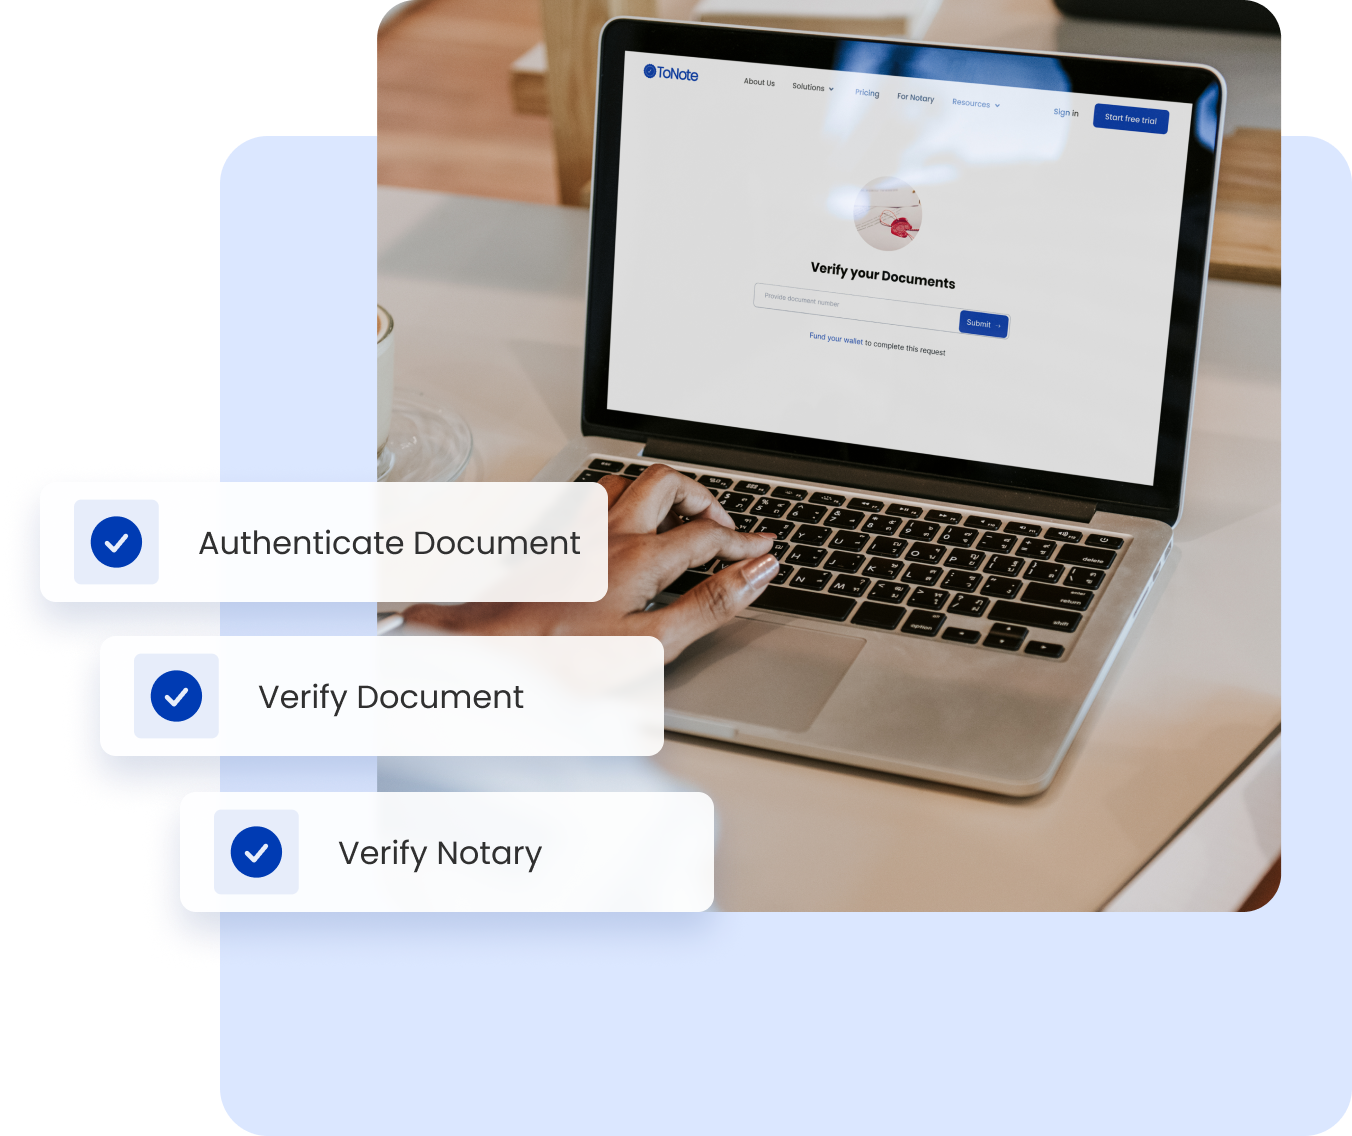 ToNote
About Us
Solutions
Pricing
For Notary
Resources
Sign in
Start free trial
Verify your Documents
Provide document number
Submit →
Fund your wallet to complete this request
Authenticate Document
Verify Document
Verify Notary
delete
return
shift
option